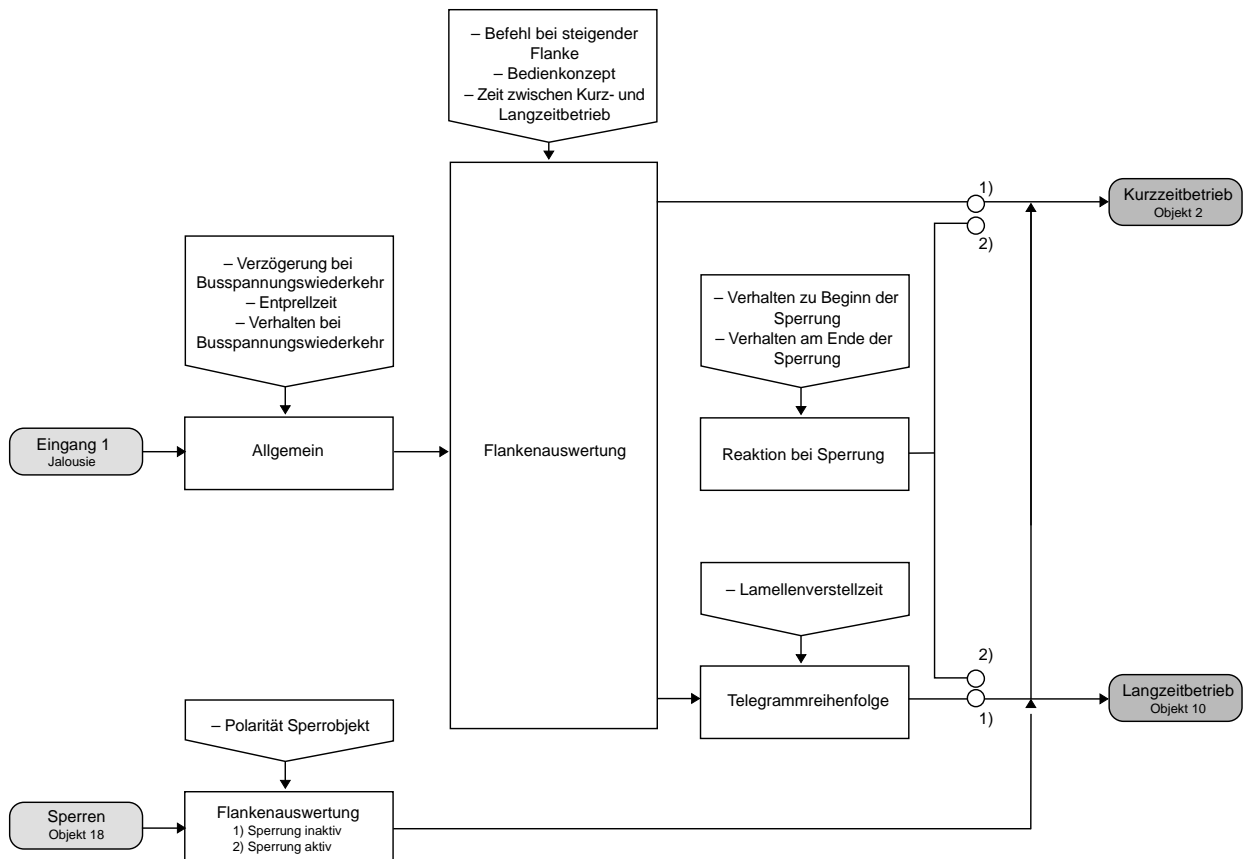 – Befehl bei steigender
Flanke
– Bedienkonzept
– Zeit zwischen Kurz- und
Langzeitbetrieb
1)
Kurzzeitbetrieb
Objekt 2
2)
– Verzögerung bei
Busspannungswiederkehr
– Entprellzeit
– Verhalten bei
Busspannungswiederkehr
– Verhalten zu Beginn der
Sperrung
– Verhalten am Ende der
Sperrung
Eingang 1
Jalousie
Allgemein
Flankenauswertung
Reaktion bei Sperrung
– Lamellenverstellzeit
2)
Telegrammreihenfolge
1)
Langzeitbetrieb
Objekt 10
– Polarität Sperrobjekt
Sperren
Objekt 18
Flankenauswertung
1) Sperrung inaktiv
2) Sperrung aktiv